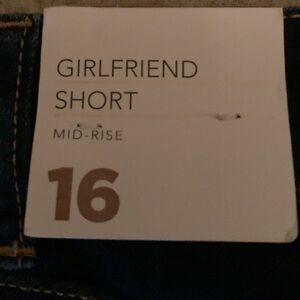 GIRLFRIEND
SHORT
MID-RISE
16